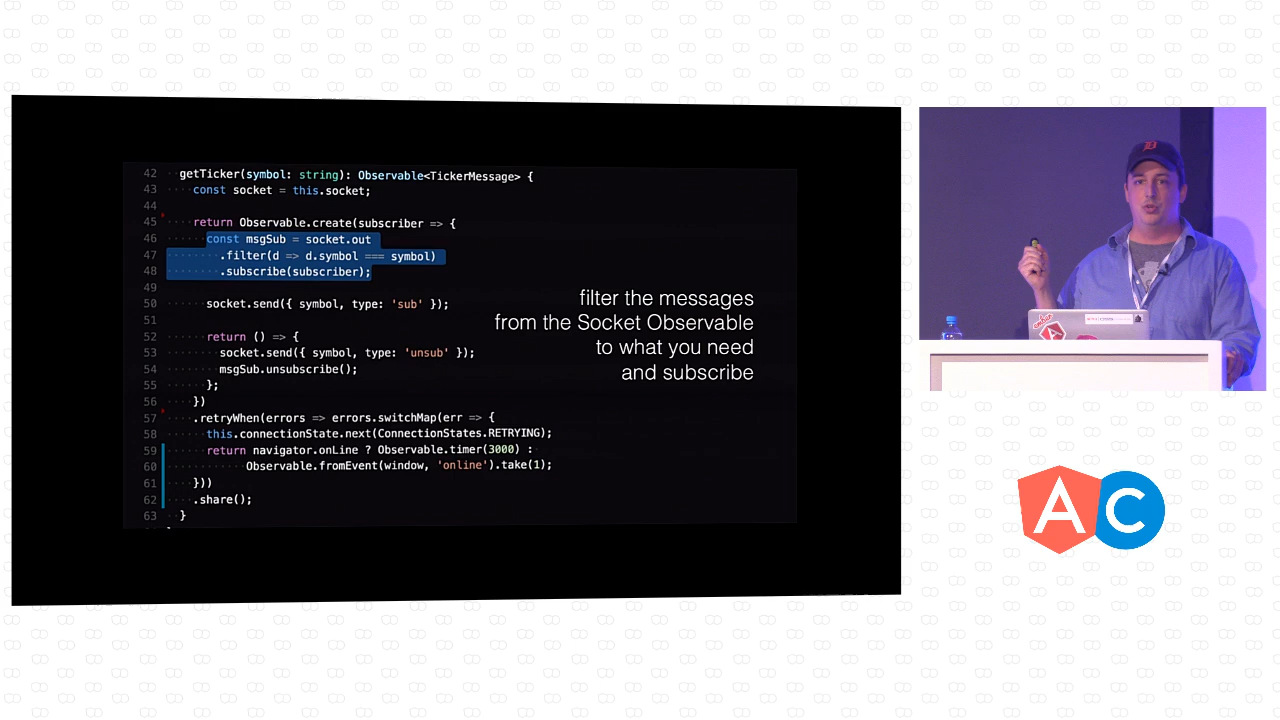 42 getTicker(symbol: string): Observable<TickerMessage> {
43 const socket = this.socket;
44
45 return Observable.create(subscriber => {
46 const msgSub = socket.out
47 .filter(d => d.symbol === symbol)
48 .subscribe(subscriber);
49
50 socket.send({ symbol, type: 'sub' });
51
52 return () => {
53 socket.send({ symbol, type: 'unsub' });
54 msgSub.unsubscribe();
55 };
56 })
57 .retryWhen(errors => errors.switchMap(err => {
58 this.connectionState.next(ConnectionStates.RETRYING);
59 return navigator.onLine ? Observable.timer(3000) :
60 Observable.fromEvent(window, 'online').take(1);
61 }))
62 .share();
63 }
filter the messages
from the Socket Observable
to what you need
and subscribe
A C